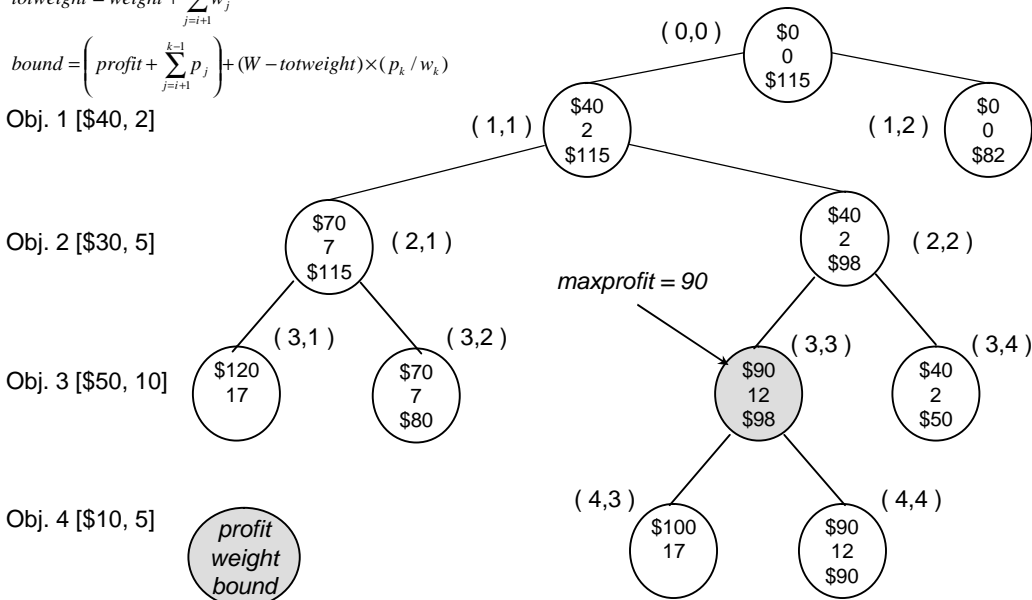 totweight = weight + ∑ w_j
j=i+1
bound = ( profit + ∑_{j=i+1}^{k−1} p_j ) + (W − totweight) × ( p_k / w_k )
( 0,0 )
$0
0
$115
Obj. 1 [$40, 2]
( 1,1 )
$40
2
$115
( 1,2 )
$0
0
$82
Obj. 2 [$30, 5]
$70
7
$115
( 2,1 )
$40
2
$98
( 2,2 )
maxprofit = 90
( 3,1 )
( 3,2 )
( 3,3 )
( 3,4 )
Obj. 3 [$50, 10]
$120
17
$70
7
$80
$90
12
$98
$40
2
$50
( 4,3 )
( 4,4 )
Obj. 4 [$10, 5]
profit
weight
bound
$100
17
$90
12
$90